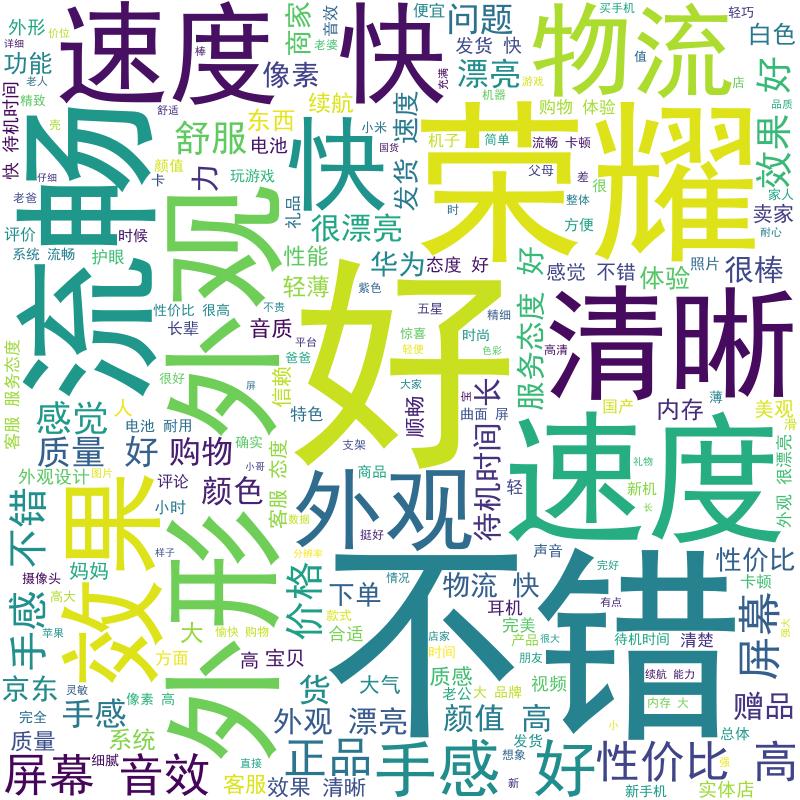 外形
价位
详细
功能
老人
精致
速度
棒
商家
音效
老婆
像素
快
充满
便宜
问题
发货 快
漂亮
买手机
物流
轻巧
值
店
白色
好
品质
效果
快 待机时间
壳
仔细
老爸
评价
系统 流畅
护眼
时候
流畅
舒适
舒服
颜值
卡
力
东西
电池
玩游戏
续航
小米
国货
礼品
快
发货 速度
机器
游戏
购物 体验
机子
简单
流畅 卡顿
荣耀
父母
差
很
整体
方便
时
家人
卖家
耐心
很漂亮
性能
轻薄
华为
态度 好
紫色
五星
精细
惊喜
时尚
轻便
色彩
感觉 不错
体验
照片
很棒
外观
性价比 很高
长辈
不贵
音质
平台
爸爸
信赖
屏
很好
特色
好
大家
顺畅
宝
长
曲面 屏
服务态度 好
高清
清晰
国产
内存
薄
美观
滑
客服 服务态度
感觉
人
电池 耐用
质量 好
购物
确实
小哥
外观设计
图片
评论
颜色
小时
客服 态度
数据
支架
商品
外观
挺好
分辨率
待机时间
轻
速度
礼物
新机
长
外观 很漂亮
不错
效果
样子
外形
价格
摄像头
妈妈
高大
手感
苹果
大
愉快 购物
下单
情况
款式
合适
不错
物流 快
声音
耳机
完好
有点
完美
产品
很大
店家
时间
朋友
待机时间
清楚
性价比
卡顿
屏幕
强大
方面
高
宝贝
京东
灵敏
像素 高
完全
手感
货
大气
质感
老公
大 品牌
视频
续航 能力
内存 大
赠品
质量
系统
外观 漂亮
颜值 高
小
总体
直接
正品
发货
想象
屏幕
细腻
音效
客服
效果 清晰
手感 好
新
性价比 高
强
新手机
实体店